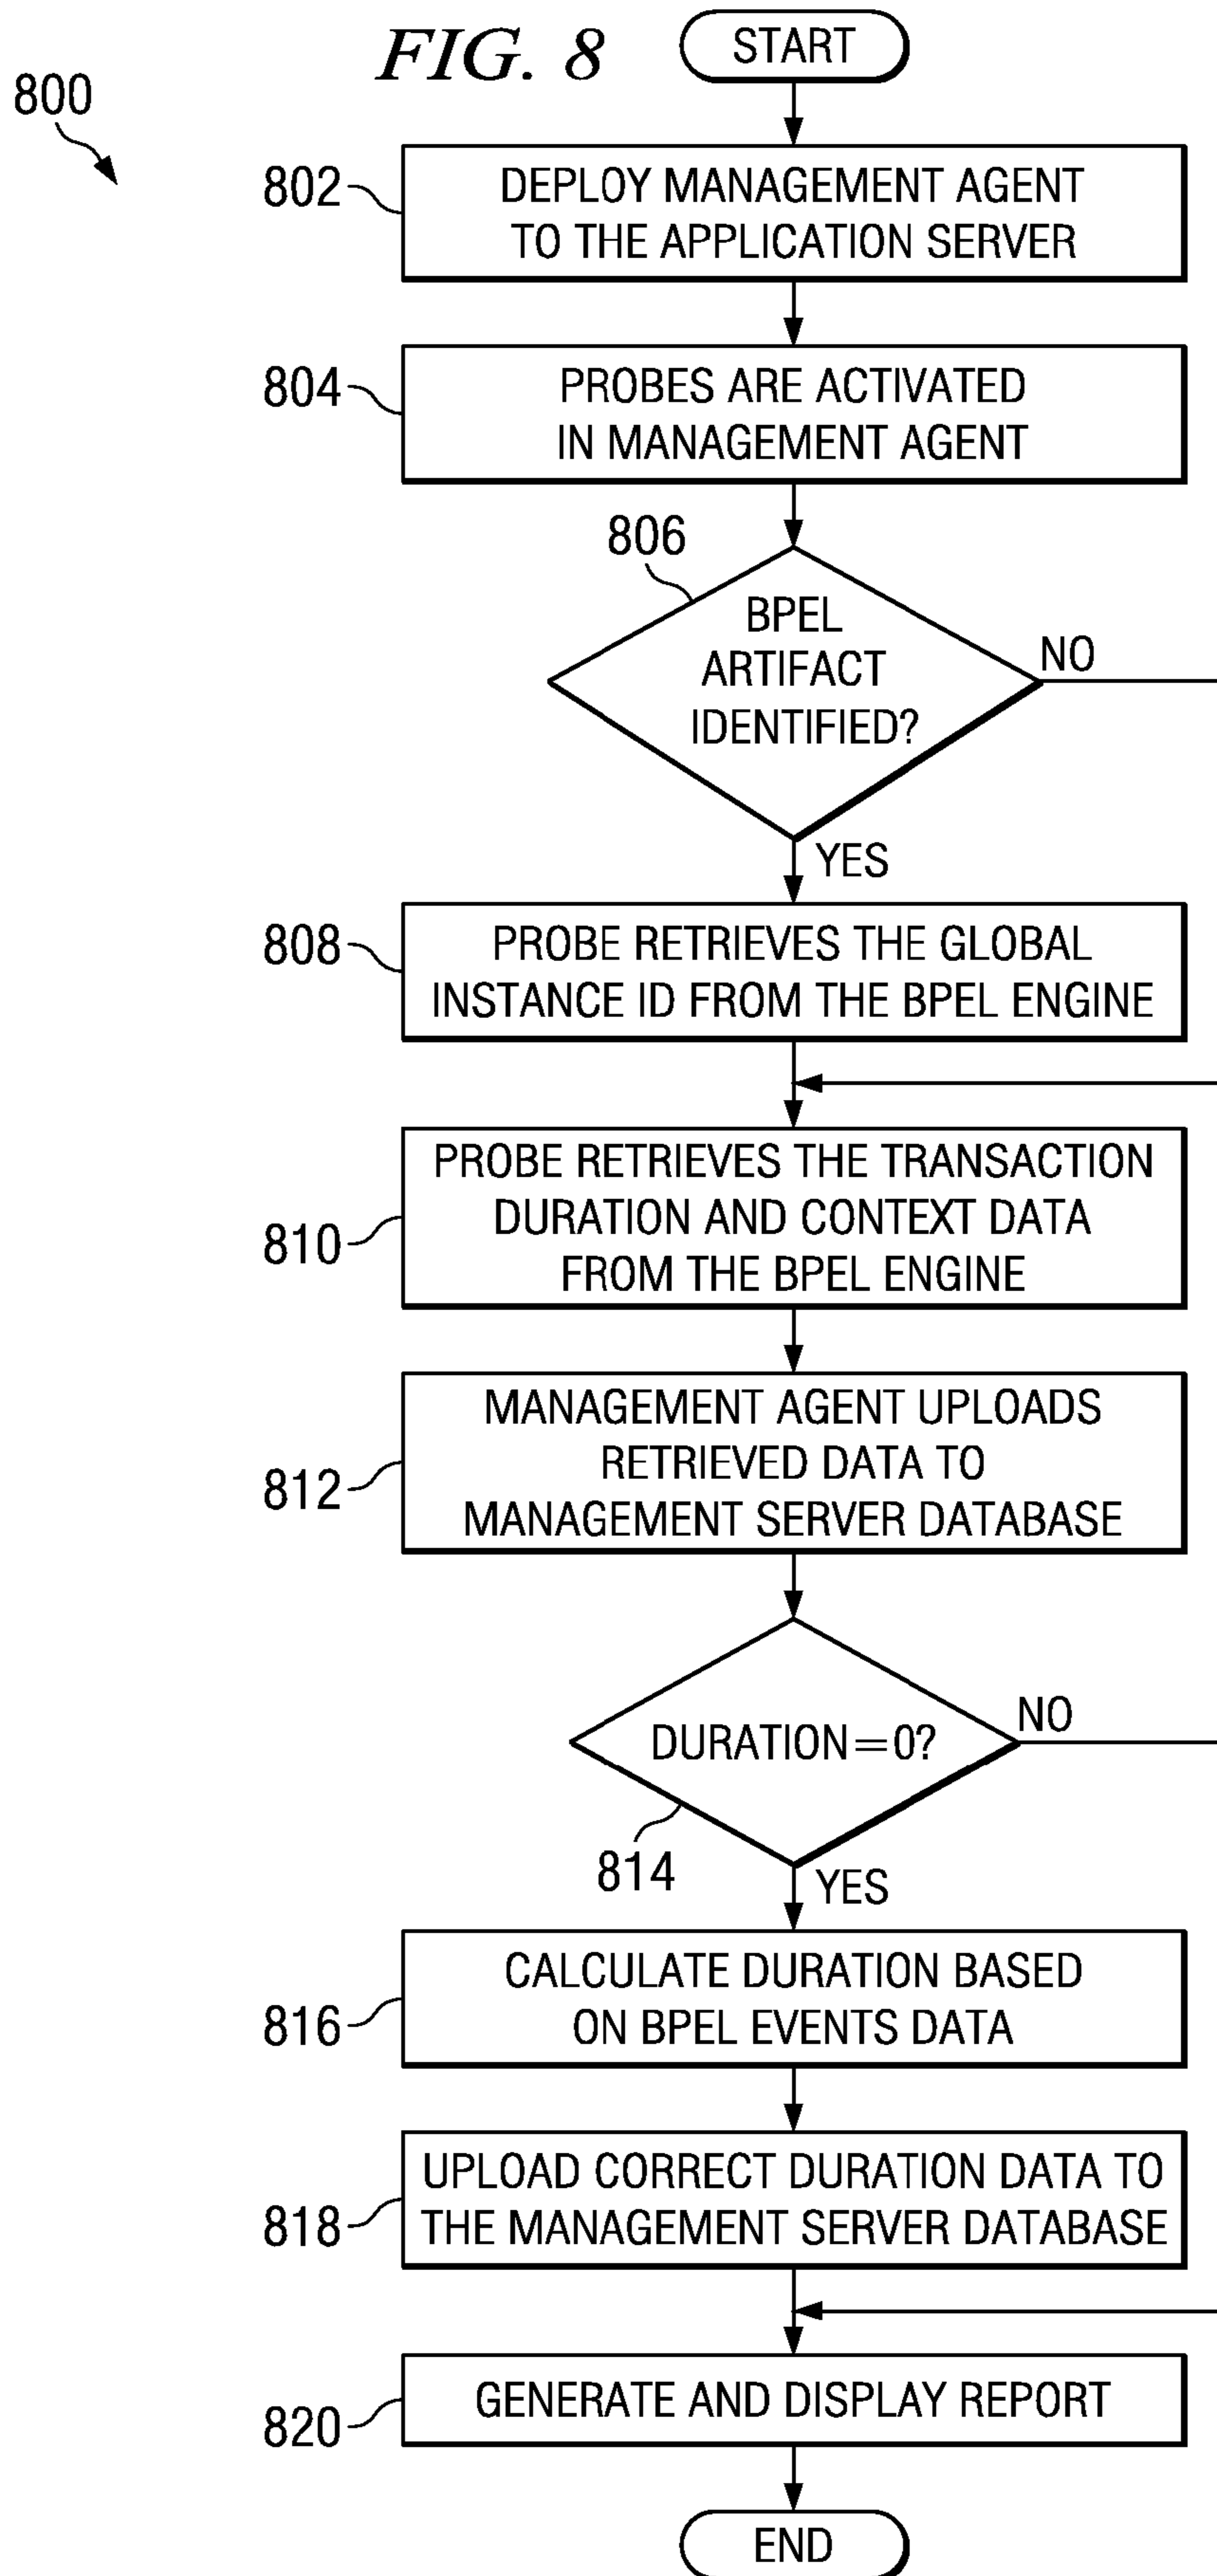 FIG. 8
START
800
802
DEPLOY MANAGEMENT AGENT
TO THE APPLICATION SERVER
804
PROBES ARE ACTIVATED
IN MANAGEMENT AGENT
806
BPEL
ARTIFACT
IDENTIFIED?
NO
YES
808
PROBE RETRIEVES THE GLOBAL
INSTANCE ID FROM THE BPEL ENGINE
810
PROBE RETRIEVES THE TRANSACTION
DURATION AND CONTEXT DATA
FROM THE BPEL ENGINE
812
MANAGEMENT AGENT UPLOADS
RETRIEVED DATA TO
MANAGEMENT SERVER DATABASE
DURATION=0?
NO
814
YES
816
CALCULATE DURATION BASED
ON BPEL EVENTS DATA
818
UPLOAD CORRECT DURATION DATA TO
THE MANAGEMENT SERVER DATABASE
820
GENERATE AND DISPLAY REPORT
END